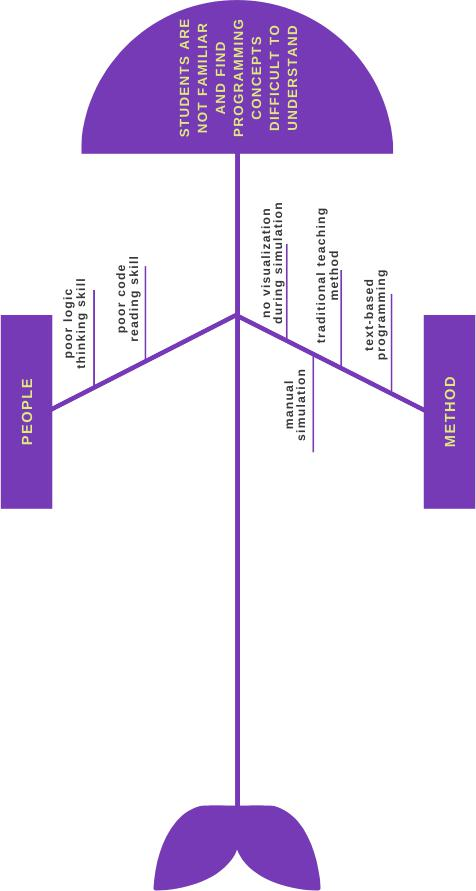 STUDENTS ARE
NOT FAMILIAR
AND FIND
PROGRAMMING
CONCEPTS
DIFFICULT TO
UNDERSTAND
PEOPLE
poor logic
thinking skill
poor code
reading skill
no visualization
during simulation
traditional teaching
method
text-based
programming
manual
simulation
METHOD